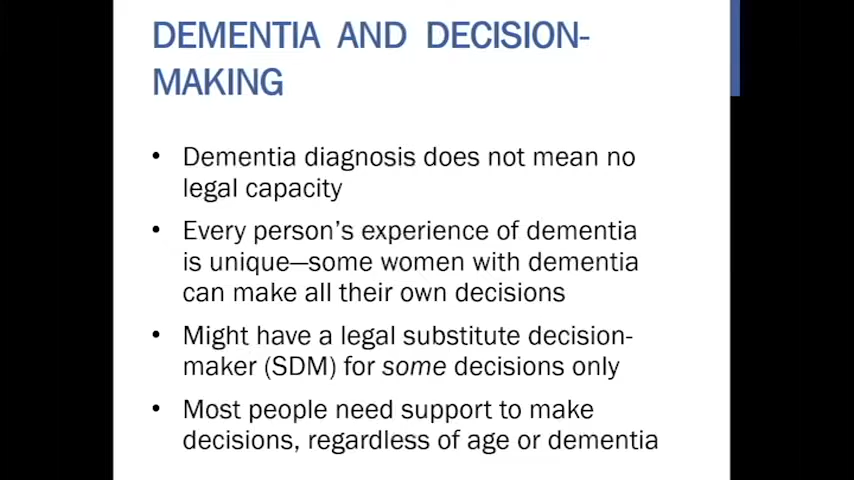 DEMENTIA AND DECISION-
MAKING
• Dementia diagnosis does not mean no
legal capacity
• Every person’s experience of dementia
is unique—some women with dementia
can make all their own decisions
• Might have a legal substitute decision-
maker (SDM) for some decisions only
• Most people need support to make
decisions, regardless of age or dementia